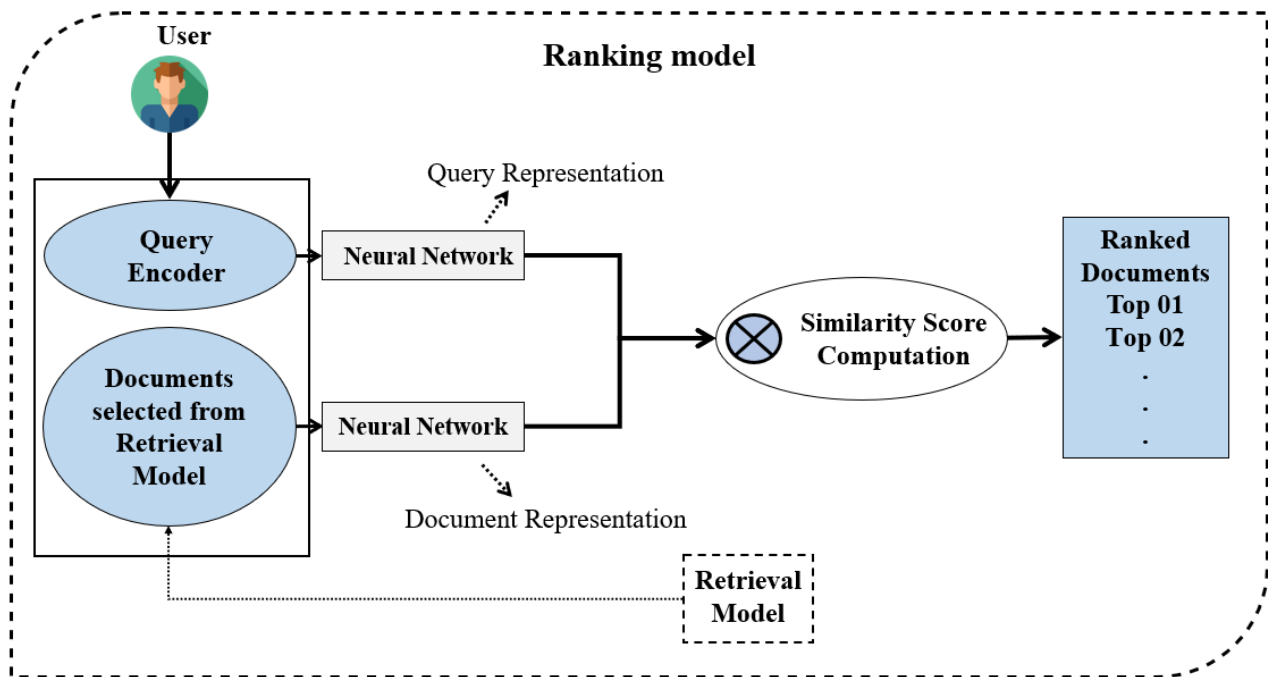 User
Ranking model
Query Representation
Query
Encoder
Neural Network
Ranked
Documents
Top 01
Top 02
.
.
.
Similarity Score
Computation
Documents
selected from
Retrieval
Model
Neural Network
Document Representation
Retrieval
Model